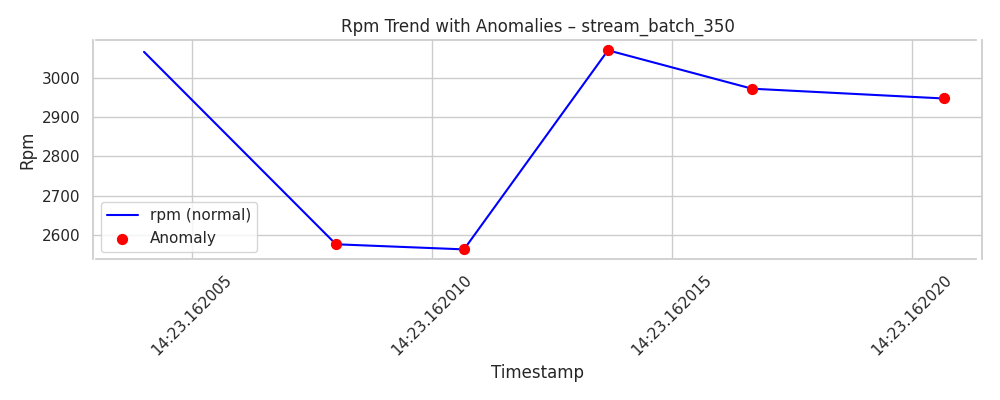 Rpm Trend with Anomalies – stream_batch_350
Rpm
3000
2900
2800
2700
2600
rpm (normal)
Anomaly
14:23.162005
14:23.162010
14:23.162015
14:23.162020
Timestamp